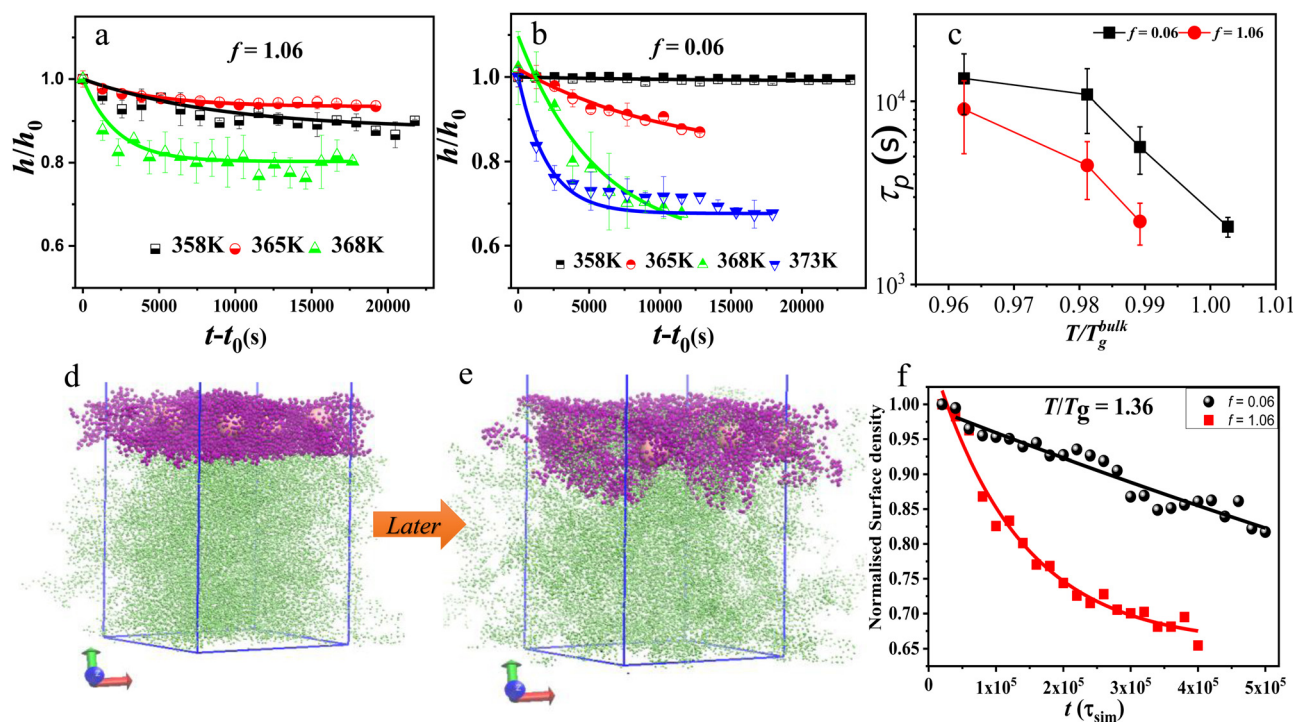 a
f = 1.06
h/h0
1.0
0.8
0.6
358K 365K 368K
0 5000 10000 15000 20000
t-t0(s)
b
f = 0.06
h/h0
1.0
0.8
0.6
358K 365K 368K 373K
0 5000 10000 15000 20000
t-t0(s)
c
f = 0.06 f = 1.06
τp (s)
10^4
10^3
0.96 0.97 0.98 0.99 1.00 1.01
T/Tg^bulk
d
Later
e
z
z
f
T/Tg = 1.36
f = 0.06
f = 1.06
Normalised Surface density
1.00
0.95
0.90
0.85
0.80
0.75
0.70
0.65
0 1x10^5 2x10^5 3x10^5 4x10^5 5x10^5
t (τsim)